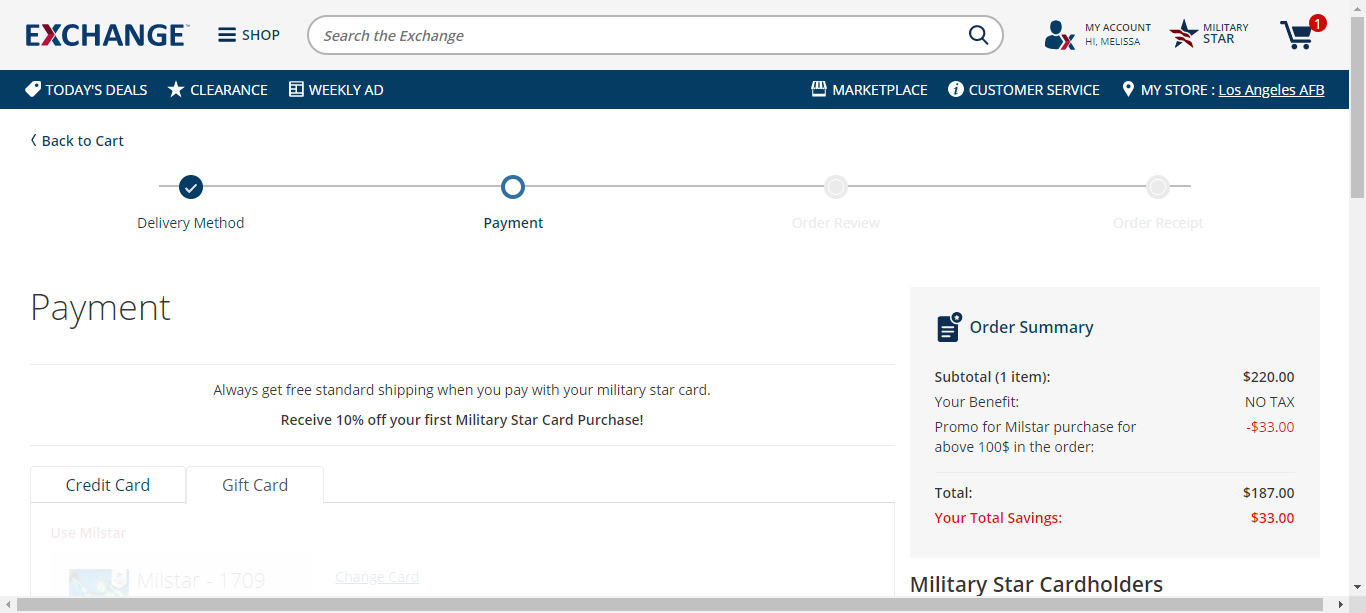 EXCHANGE
SHOP
Search the Exchange
MY ACCOUNT
HI, MELISSA
MILITARY
STAR
1
TODAY'S DEALS
CLEARANCE
WEEKLY AD
MARKETPLACE
CUSTOMER SERVICE
MY STORE : Los Angeles AFB
Back to Cart
Delivery Method
Payment
Order Review
Order Receipt
Payment
Always get free standard shipping when you pay with your military star card.
Receive 10% off your first Military Star Card Purchase!
Credit Card
Gift Card
Use Milstar
Milstar - 1709
Change Card
Order Summary
Subtotal (1 item): $220.00
Your Benefit: NO TAX
Promo for Milstar purchase for -$33.00
above 100$ in the order:
Total: $187.00
Your Total Savings: $33.00
Military Star Cardholders